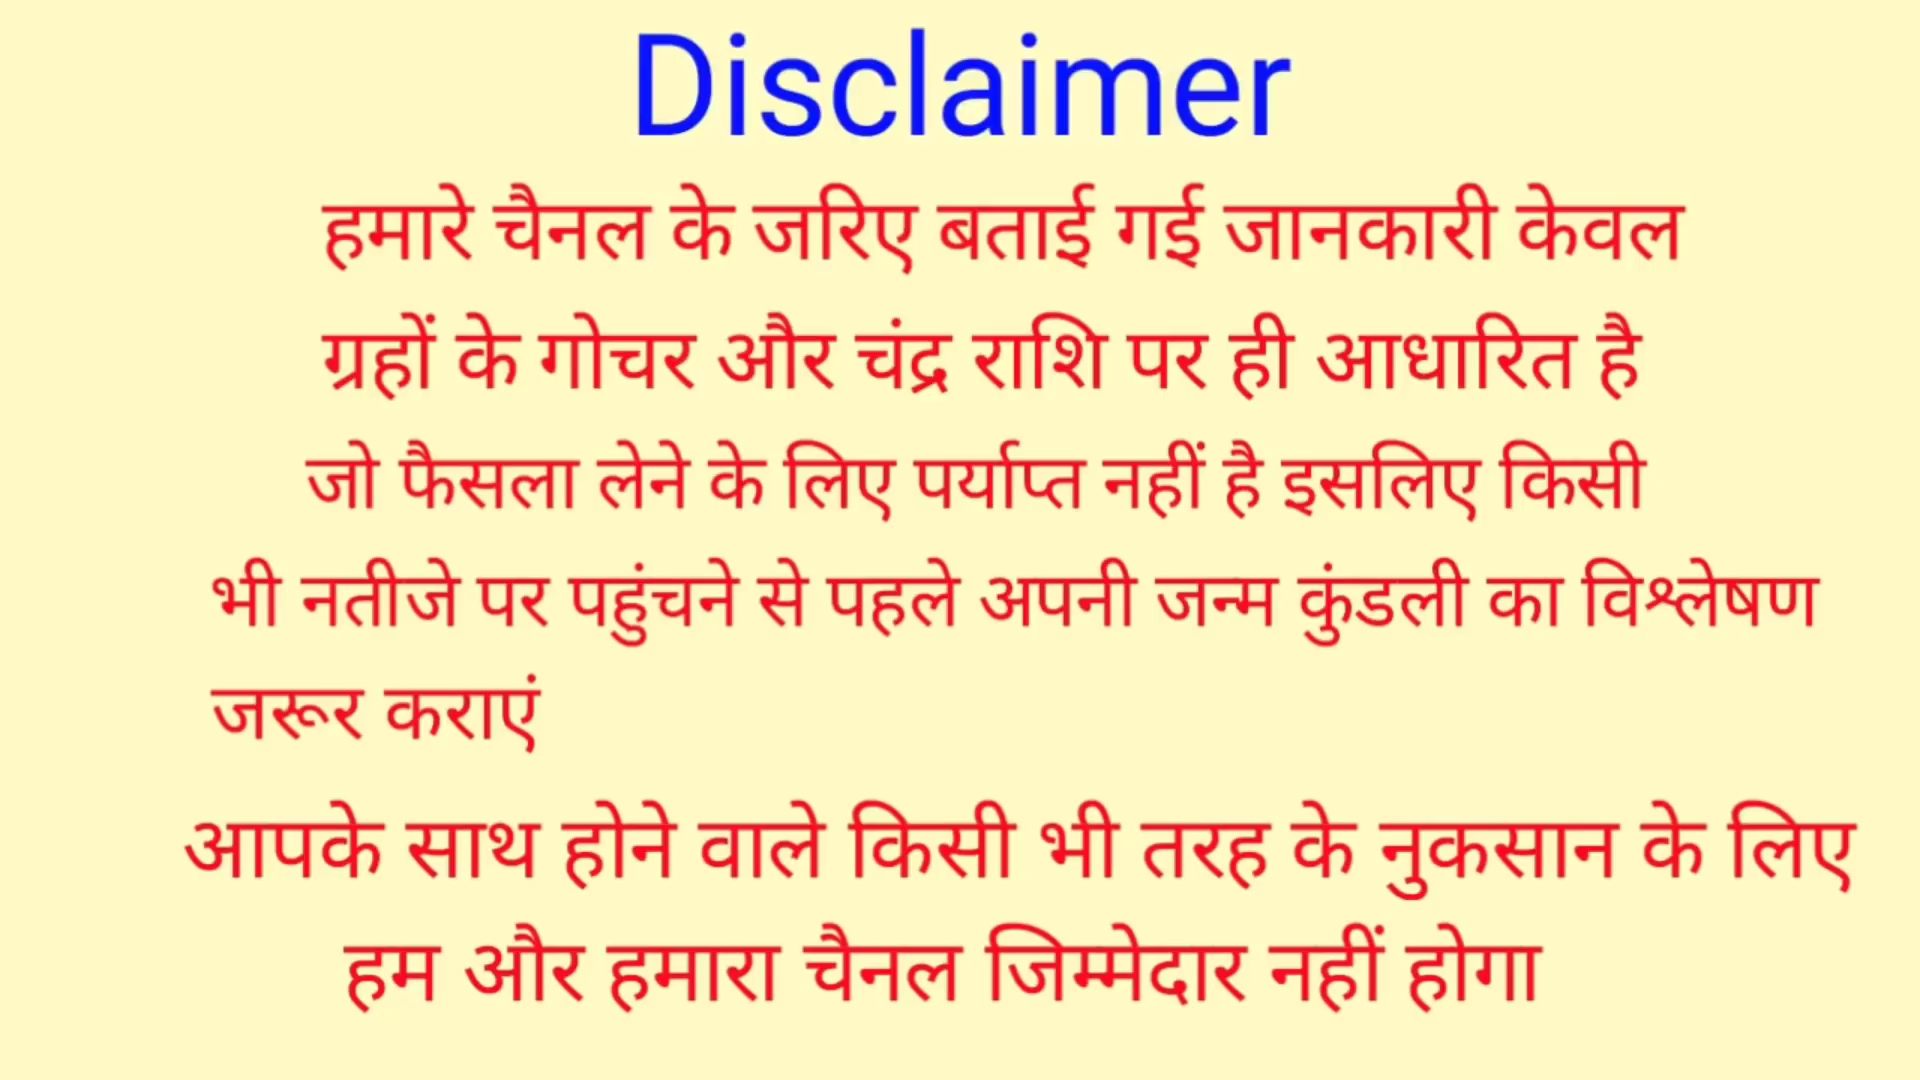 Disclaimer
हमारे चैनल के जरिए बताई गई जानकारी केवल
ग्रहों के गोचर और चंद्र राशि पर ही आधारित है
जो फैसला लेने के लिए पर्याप्त नहीं है इसलिए किसी
भी नतीजे पर पहुंचने से पहले अपनी जन्म कुंडली का विश्लेषण
जरूर कराएं
आपके साथ होने वाले किसी भी तरह के नुकसान के लिए
हम और हमारा चैनल जिम्मेदार नहीं होगा